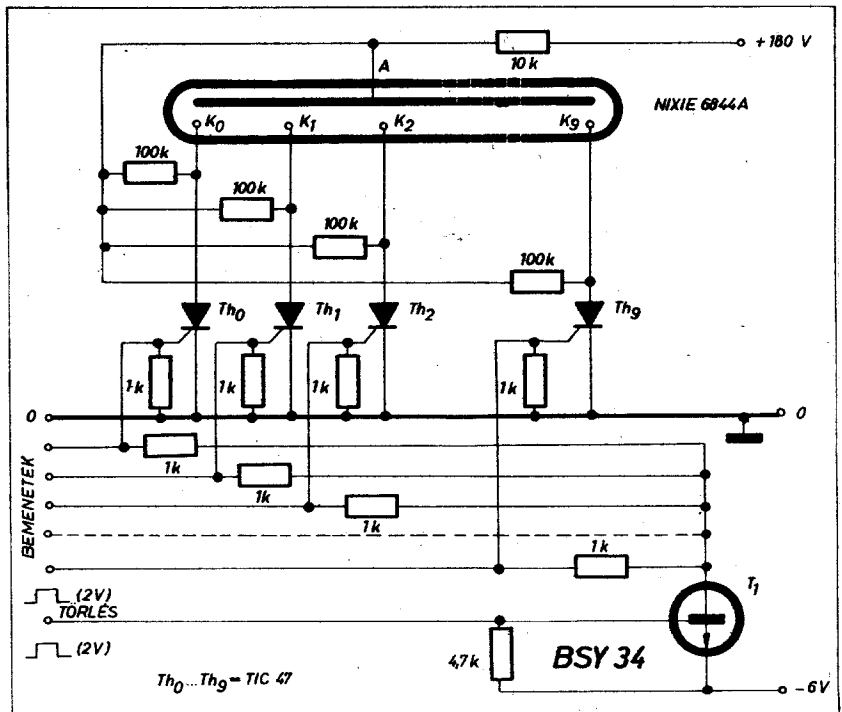 +180 V
10k
A
NIXIE 6844A
K0 K1 K2 K9
100k
100k
100k
100k
Th0 Th1 Th2 Th9
1k 1k 1k 1k
0 0
BEMENETEK
1k
1k
1k
1k
T1
(2V)
TÖRLÉS
(2V)
4,7k
BSY 34
-6V
Th0...Th9 = TIC 47